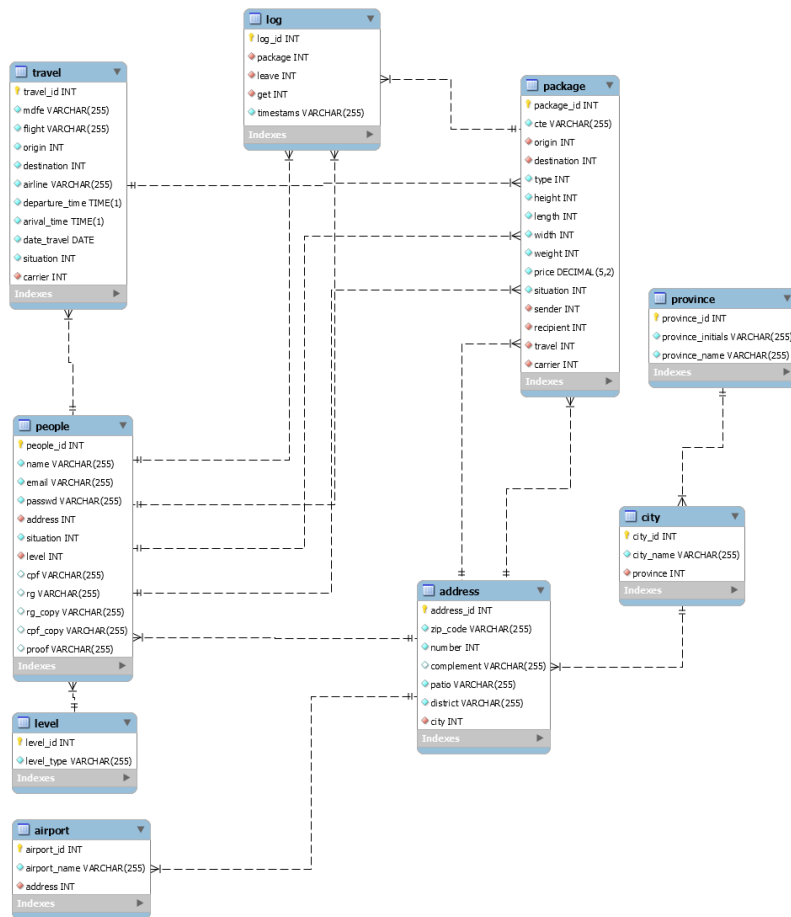 log
log_id INT
package INT
leave INT
get INT
timestams VARCHAR(255)
Indexes
travel
travel_id INT
mdfe VARCHAR(255)
flight VARCHAR(255)
origin INT
destination INT
airline VARCHAR(255)
departure_time TIME(1)
arival_time TIME(1)
date_travel DATE
situation INT
carrier INT
Indexes
package
package_id INT
cte VARCHAR(255)
origin INT
destination INT
type INT
height INT
length INT
width INT
weight INT
price DECIMAL(5,2)
situation INT
sender INT
recipient INT
travel INT
carrier INT
Indexes
province
province_id INT
province_initials VARCHAR(255)
province_name VARCHAR(255)
Indexes
people
people_id INT
name VARCHAR(255)
email VARCHAR(255)
passwd VARCHAR(255)
address INT
situation INT
level INT
cpf VARCHAR(255)
rg VARCHAR(255)
rg_copy VARCHAR(255)
cpf_copy VARCHAR(255)
proof VARCHAR(255)
Indexes
city
city_id INT
city_name VARCHAR(255)
province INT
Indexes
address
address_id INT
zip_code VARCHAR(255)
number INT
complement VARCHAR(255)
patio VARCHAR(255)
district VARCHAR(255)
city INT
Indexes
level
level_id INT
level_type VARCHAR(255)
Indexes
airport
airport_id INT
airport_name VARCHAR(255)
address INT
Indexes